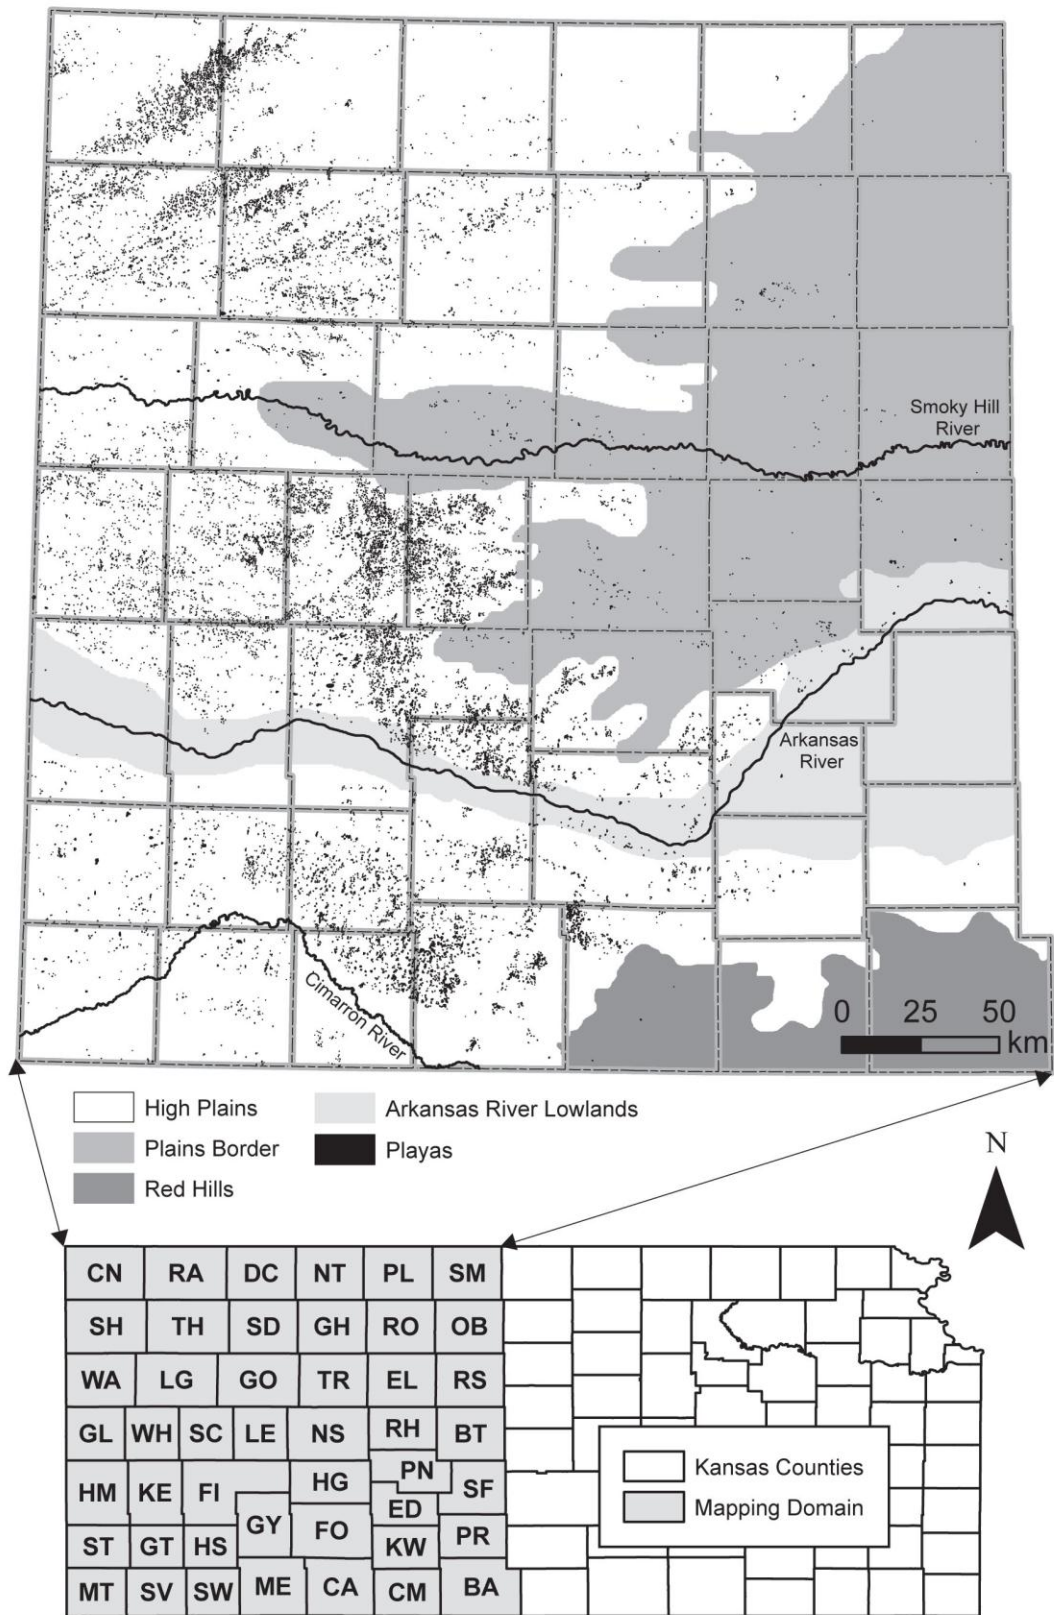 Smoky Hill
River
Arkansas
River
Cimarron River
0 25 50
km
High Plains
Plains Border
Red Hills
Arkansas River Lowlands
Playas
N
CN RA DC NT PL SM
SH TH SD GH RO OB
WA LG GO TR EL RS
GL WH SC LE NS RH BT
HM KE FI HG PN SF
GY FO ED
ST GT HS KW PR
MT SV SW ME CA CM BA
Kansas Counties
Mapping Domain